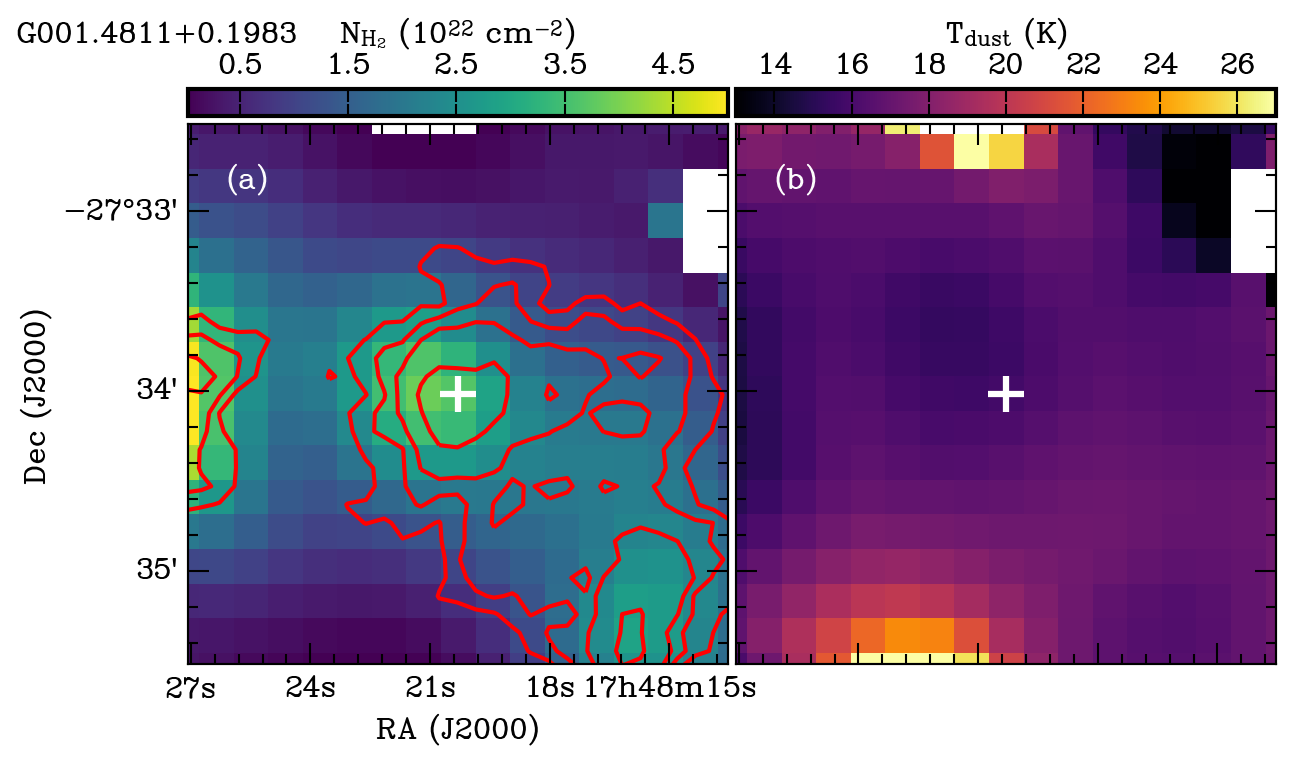 G001.4811+0.1983 N_H₂ (10²² cm⁻²) T_dust (K)
0.5 1.5 2.5 3.5 4.5 14 16 18 20 22 24 26
(a) (b)
−27°33'
34'
35'
Dec (J2000)
27s 24s 21s 18s 17h48m15s
RA (J2000)